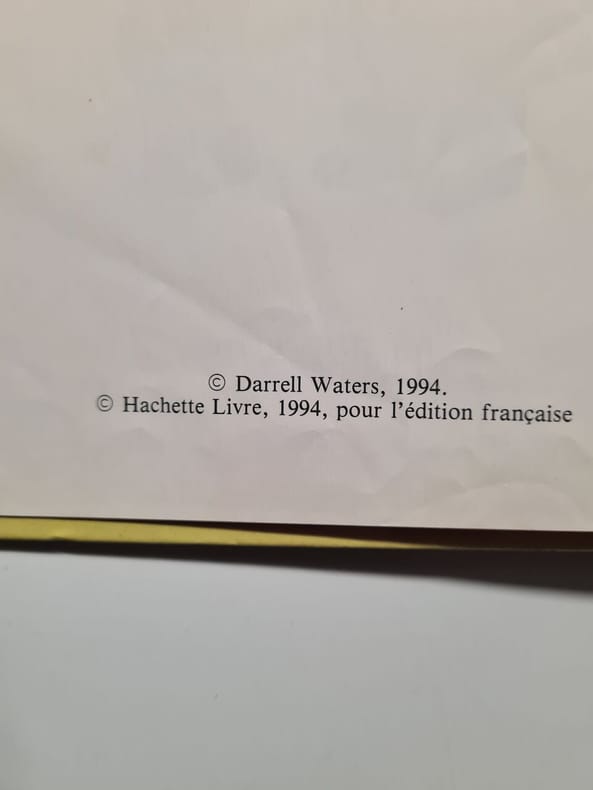 © Darrell Waters, 1994.
© Hachette Livre, 1994, pour l'édition française